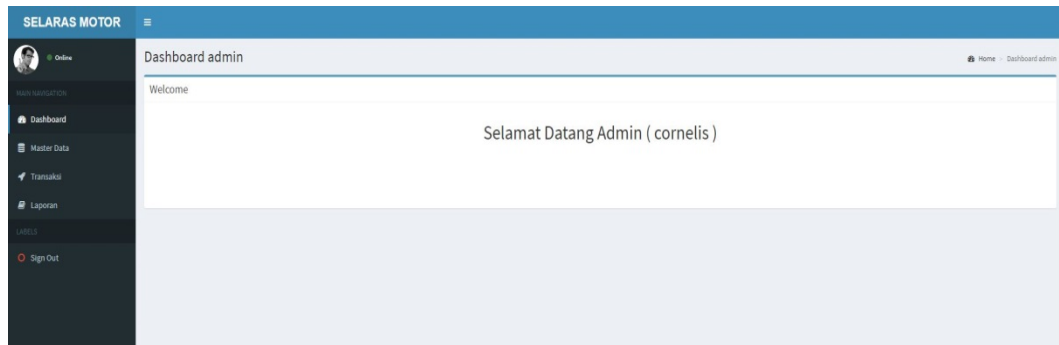 SELARAS MOTOR
Online
MAIN NAVIGATION
Dashboard
Master Data
Transaksi
Laporan
LABELS
Sign Out
Dashboard admin
Home > Dashboard admin
Welcome
Selamat Datang Admin ( cornelis )